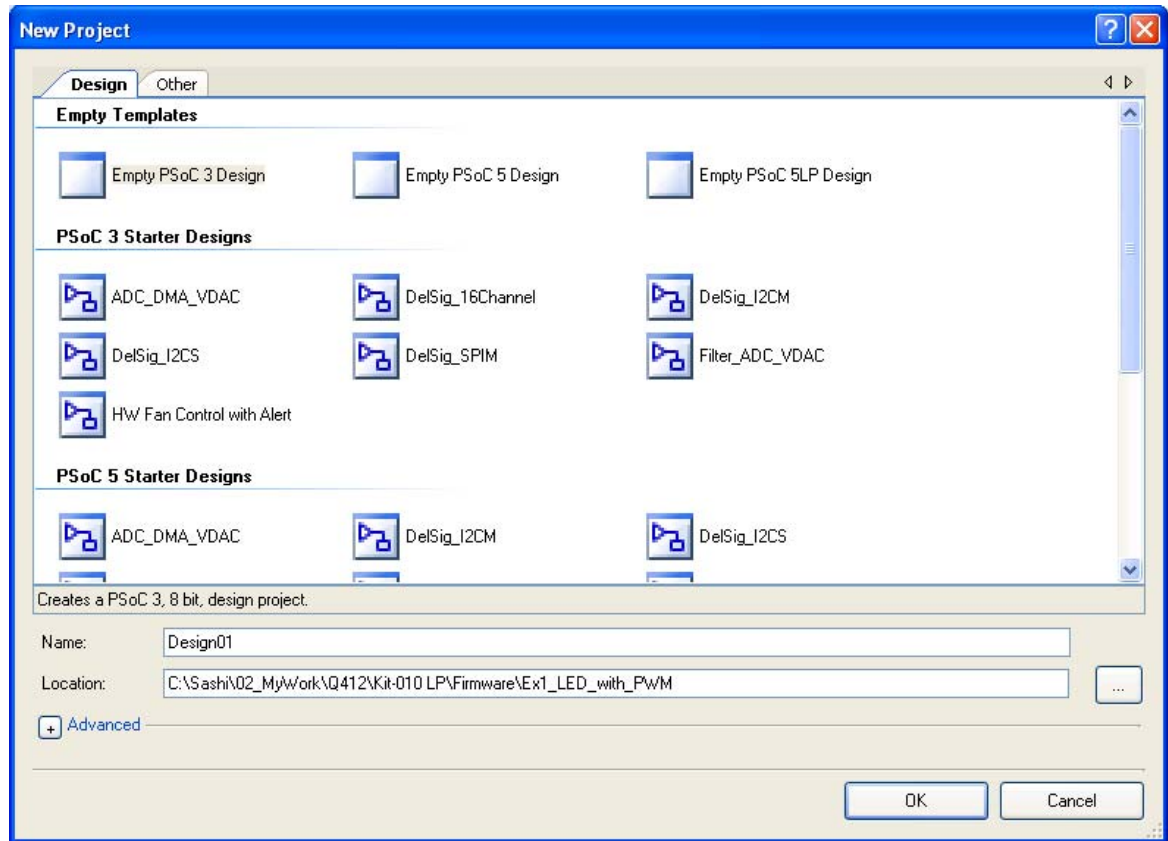 New Project
Design Other
Empty Templates
Empty PSoC 3 Design Empty PSoC 5 Design Empty PSoC 5LP Design
PSoC 3 Starter Designs
ADC_DMA_VDAC DelSig_16Channel DelSig_I2CM
DelSig_I2CS DelSig_SPIM Filter_ADC_VDAC
HW Fan Control with Alert
PSoC 5 Starter Designs
ADC_DMA_VDAC DelSig_I2CM DelSig_I2CS
Creates a PSoC 3, 8 bit, design project.
Name: Design01
Location: C:\Sashi\02_MyWork\Q412\Kit-010 LP\Firmware\Ex1_LED_with_PWM ...
+ Advanced
OK Cancel